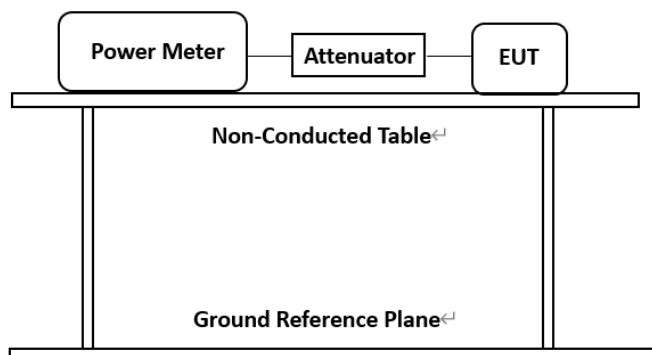 Power Meter Attenuator EUT
Non-Conducted Table↵
Ground Reference Plane↵